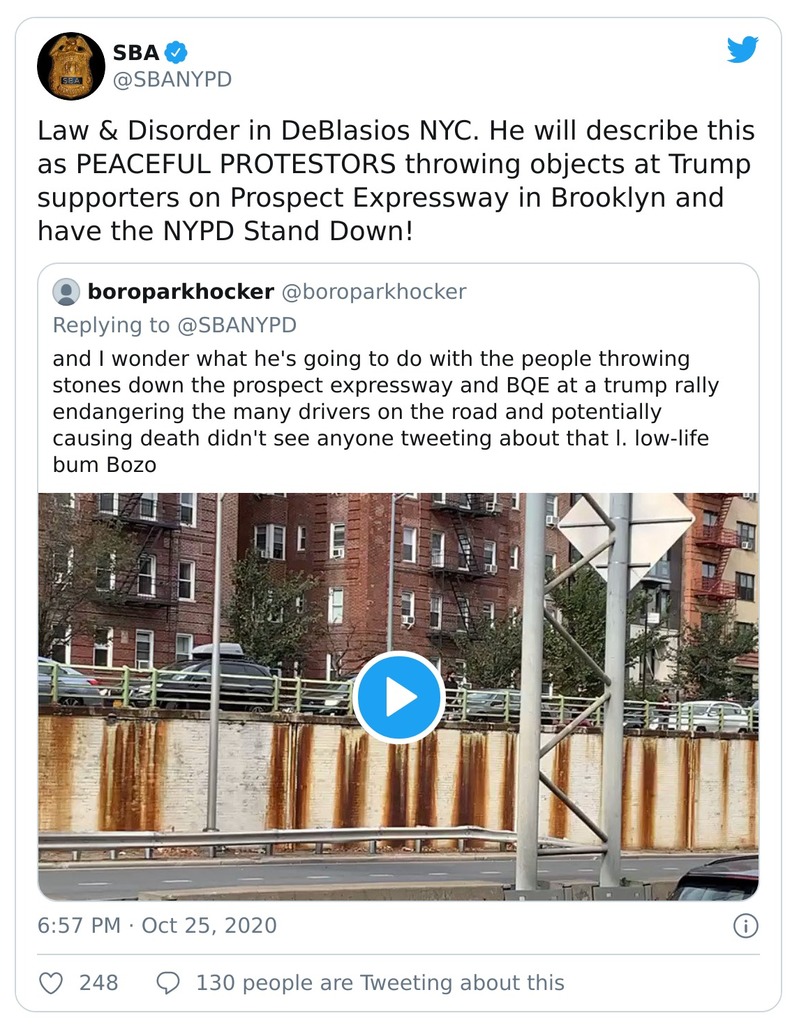 SBA
@SBANYPD
SBA
Law & Disorder in DeBlasios NYC. He will describe this
as PEACEFUL PROTESTORS throwing objects at Trump
supporters on Prospect Expressway in Brooklyn and
have the NYPD Stand Down!
boroparkhocker @boroparkhocker
Replying to @SBANYPD
and I wonder what he's going to do with the people throwing
stones down the prospect expressway and BQE at a trump rally
endangering the many drivers on the road and potentially
causing death didn't see anyone tweeting about that l. low-life
bum Bozo
6:57 PM · Oct 25, 2020
248
130 people are Tweeting about this